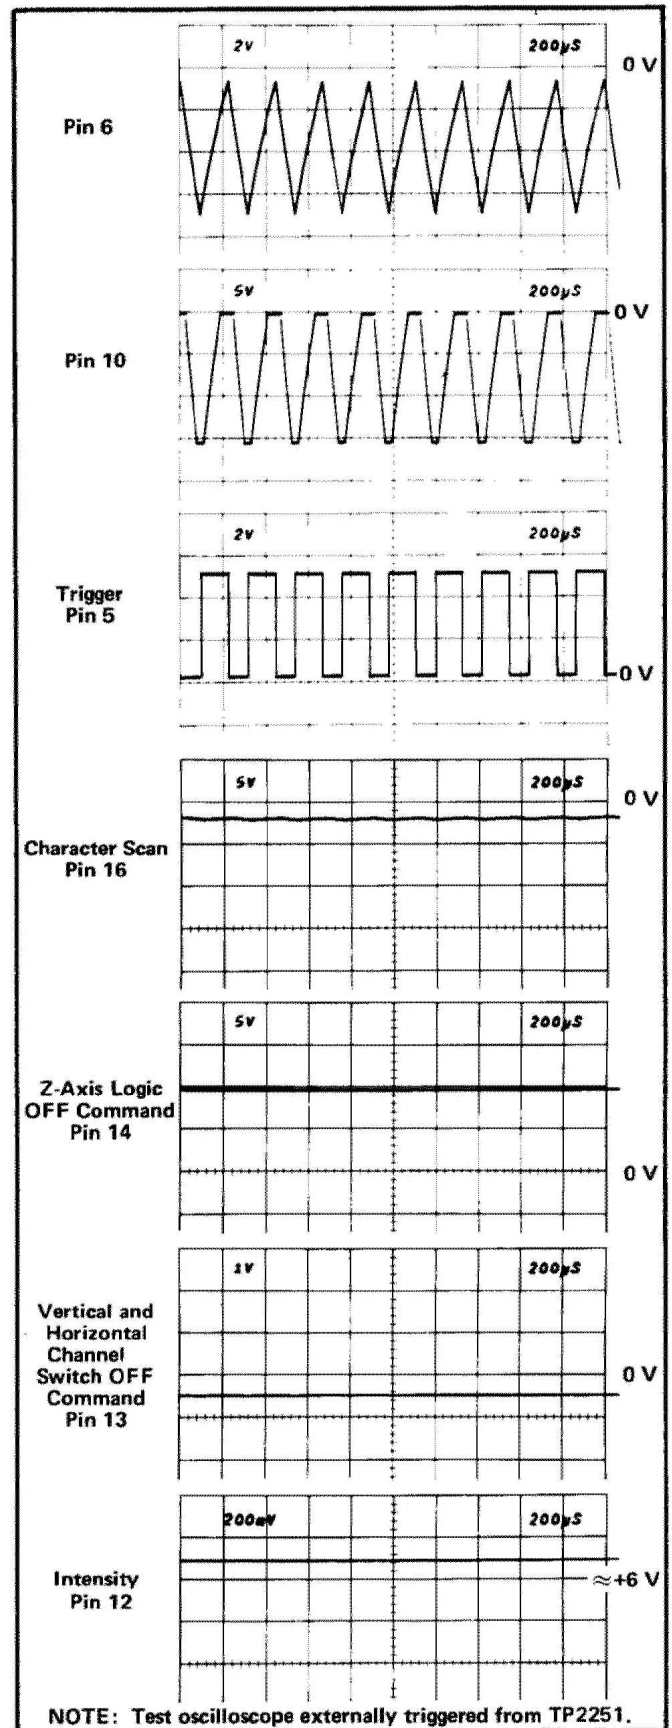 2V 200µS 0 V
Pin 6
5V 200µS 0 V
Pin 10
2V 200µS
Trigger
Pin 5
0 V
5V 200µS 0 V
Character Scan
Pin 16
5V 200µS
Z-Axis Logic
OFF Command
Pin 14
0 V
1V 200µS
Vertical and
Horizontal
Channel
Switch OFF
Command
Pin 13
0 V
200mV 200µS
Intensity
Pin 12
≈+6 V
NOTE: Test oscilloscope externally triggered from TP2251.